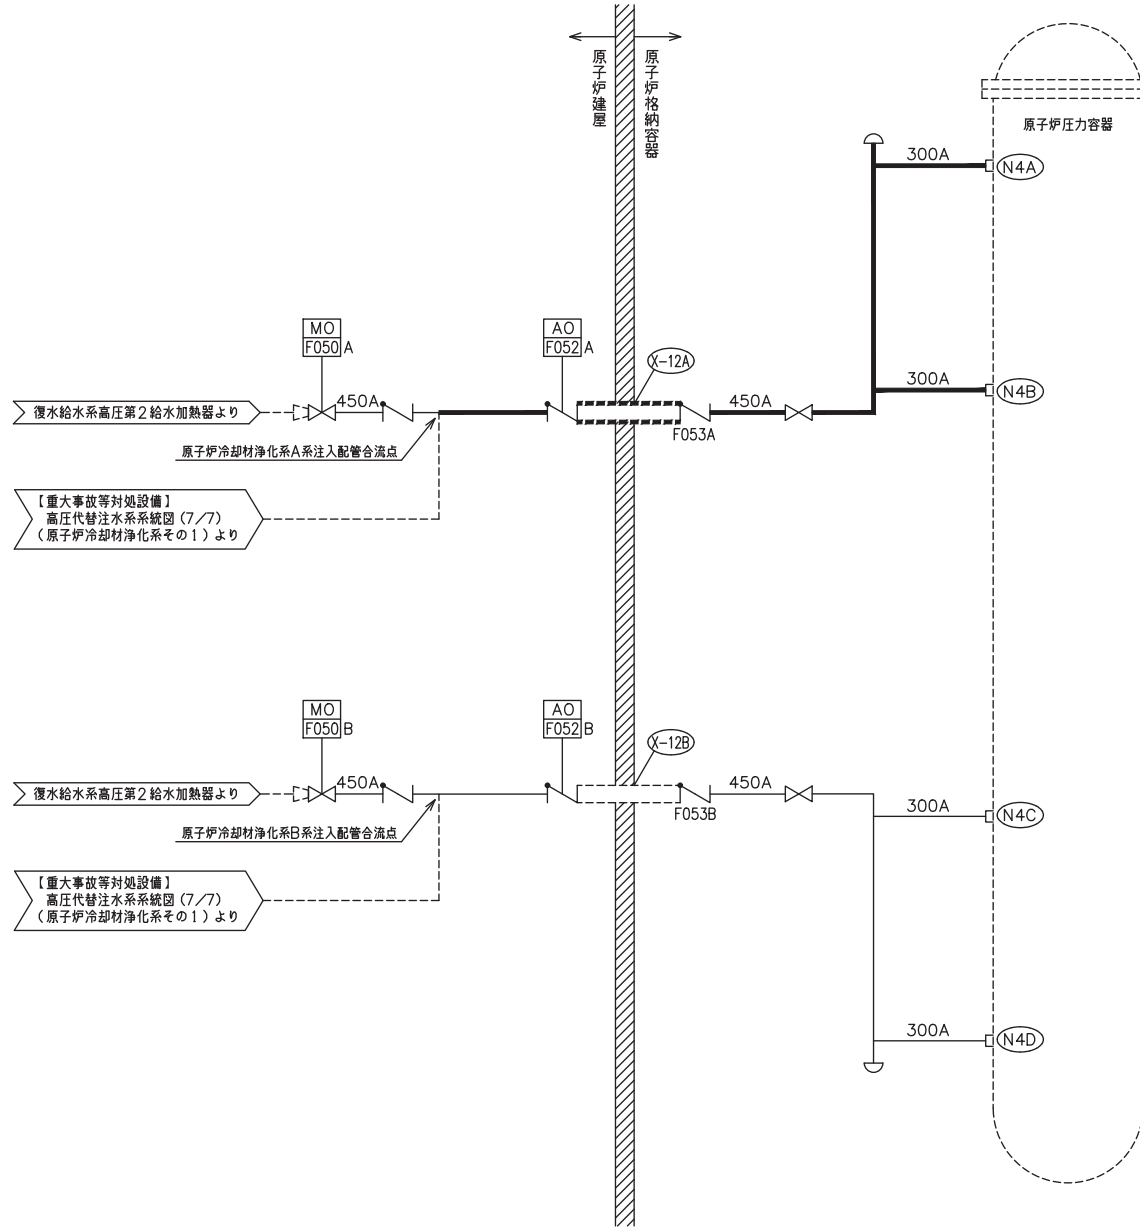 原子炉建屋
原子炉格納容器
原子炉圧力容器
300A
N4A
MO
F050 A
AO
F052 A
X-12A
300A
N4B
復水給水系高圧第2給水加熱器より
450A
450A
F053A
原子炉冷却材浄化系A系注入配管合流点
【重大事故等対処設備】
高圧代替注水系系統図(7/7)
(原子炉冷却材浄化系その1)より
MO
F050 B
AO
F052 B
X-12B
復水給水系高圧第2給水加熱器より
450A
450A
F053B
300A
N4C
原子炉冷却材浄化系B系注入配管合流点
【重大事故等対処設備】
高圧代替注水系系統図(7/7)
(原子炉冷却材浄化系その1)より
300A
N4D